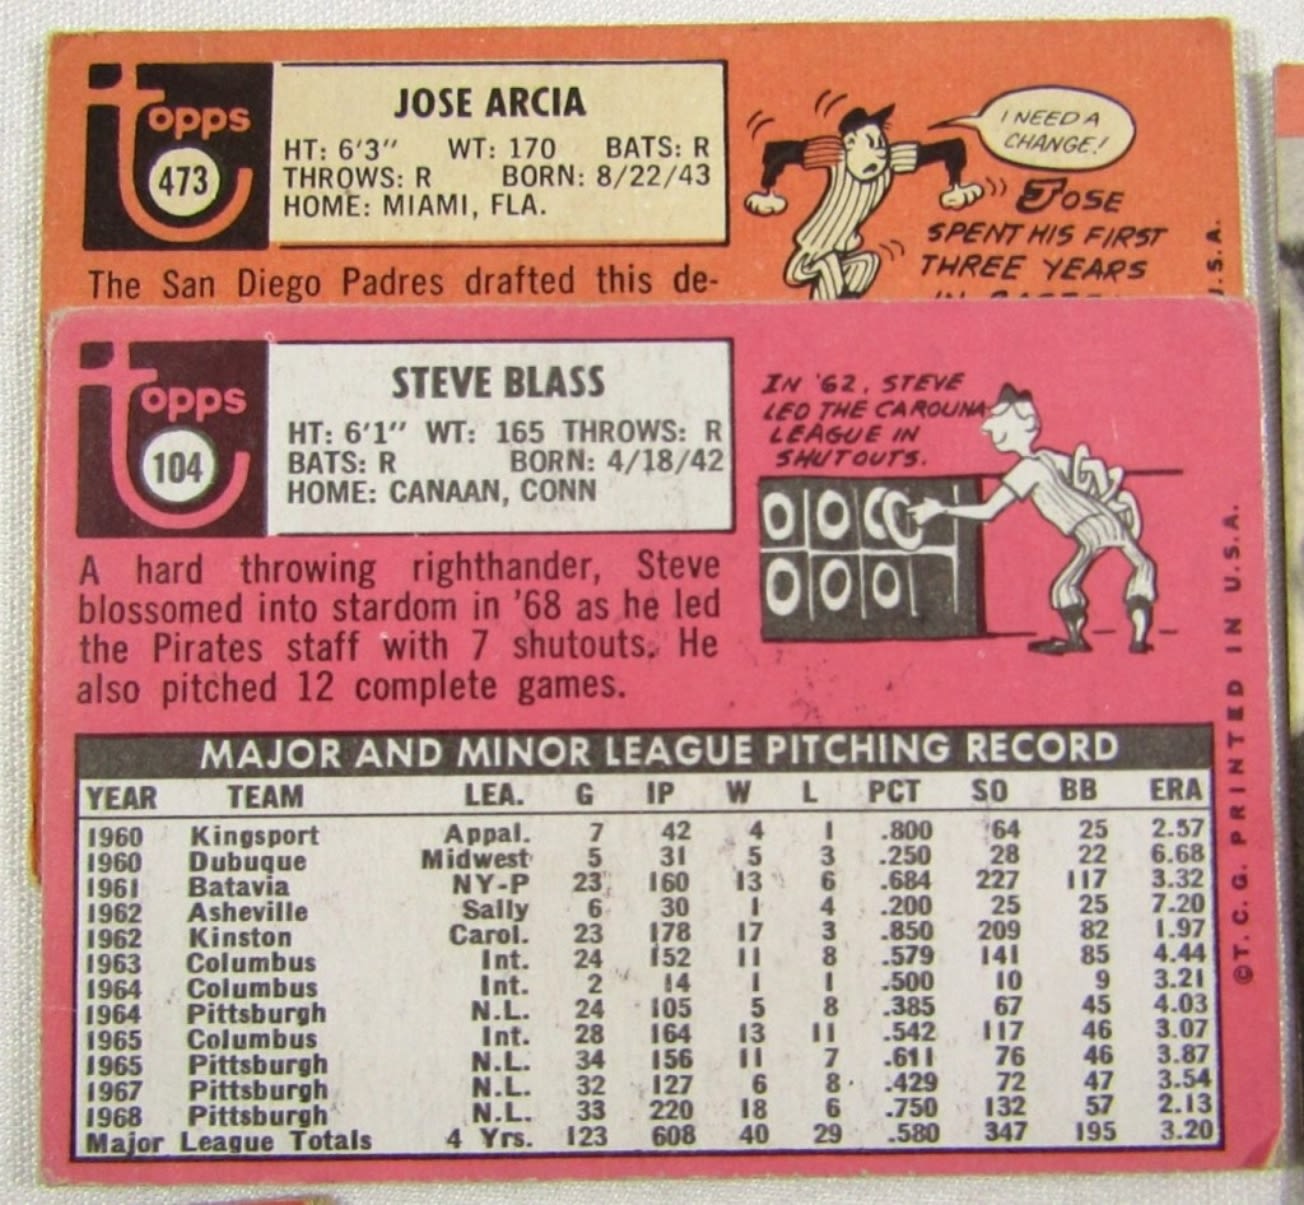 Topps
473
JOSE ARCIA
HT: 6'3" WT: 170 BATS: R
THROWS: R BORN: 8/22/43
HOME: MIAMI, FLA.
The San Diego Padres drafted this de-
I NEED A
CHANGE!
JOSE
SPENT HIS FIRST
THREE YEARS
U.S.A.
Topps
104
STEVE BLASS
HT: 6'1" WT: 165 THROWS: R
BATS: R BORN: 4/18/42
HOME: CANAAN, CONN
IN '62, STEVE
LED THE CAROLINA
LEAGUE IN
SHUTOUTS.
0 0 0 0
0 0 0
A hard throwing righthander, Steve
blossomed into stardom in '68 as he led
the Pirates staff with 7 shutouts. He
also pitched 12 complete games.
MAJOR AND MINOR LEAGUE PITCHING RECORD
YEAR TEAM LEA. G IP W L PCT SO BB ERA
1960 Kingsport Appal. 7 42 4 1 .800 64 25 2.57
1960 Dubuque Midwest 5 31 5 3 .250 28 22 6.68
1961 Batavia NY-P 23 160 13 6 .684 227 117 3.32
1962 Asheville Sally 6 30 1 4 .200 25 25 7.20
1962 Kinston Carol. 23 178 17 3 .850 209 82 1.97
1963 Columbus Int. 24 152 11 8 .579 141 85 4.44
1964 Columbus Int. 2 14 1 1 .500 10 9 3.21
1964 Pittsburgh N.L. 24 105 5 8 .385 67 45 4.03
1965 Columbus Int. 28 164 13 11 .542 117 46 3.07
1965 Pittsburgh N.L. 34 156 11 7 .611 76 46 3.87
1967 Pittsburgh N.L. 32 127 6 8 .429 72 47 3.54
1968 Pittsburgh N.L. 33 220 18 6 .750 132 57 2.13
Major League Totals 4 Yrs. 123 608 40 29 .580 347 195 3.20
©T. C. G. PRINTED IN U.S.A.